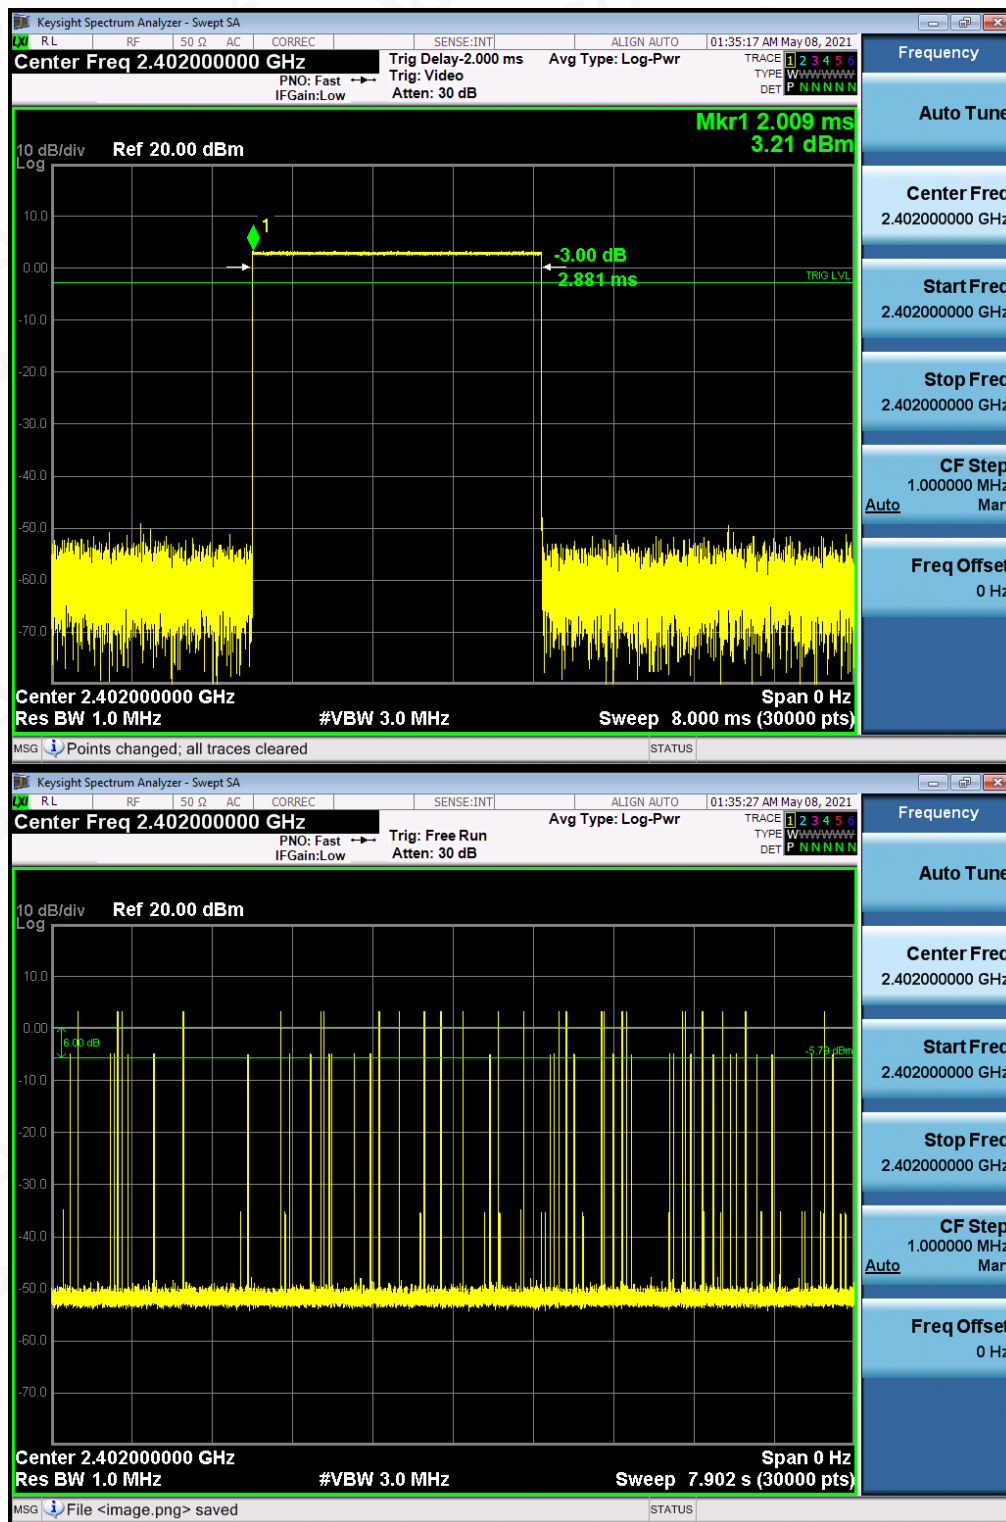 Keysight Spectrum Analyzer - Swept SA
LXI RL RF 50 Ω AC CORREC SENSE:INT ALIGN AUTO 01:35:17 AM May 08, 2021
Center Freq 2.402000000 GHz Trig Delay-2.000 ms Avg Type: Log-Pwr TRACE 1 2 3 4 5 6
PNO: Fast Trig: Video TYPE WWWWWWW
IFGain:Low Atten: 30 dB DET P N N N N N
Frequency
Mkr1 2.009 ms
10 dB/div Ref 20.00 dBm 3.21 dBm
Log
10.0
1
-3.00 dB
0.00
2.881 ms
TRIG LVL
-10.0
-20.0
-30.0
-40.0
-50.0
-60.0
-70.0
Center 2.402000000 GHz Span 0 Hz
Res BW 1.0 MHz #VBW 3.0 MHz Sweep 8.000 ms (30000 pts)
MSG Points changed; all traces cleared STATUS
Auto Tune
Center Freq
2.402000000 GHz
Start Freq
2.402000000 GHz
Stop Freq
2.402000000 GHz
CF Step
1.000000 MHz
Auto Man
Freq Offset
0 Hz
Keysight Spectrum Analyzer - Swept SA
LXI RL RF 50 Ω AC CORREC SENSE:INT ALIGN AUTO 01:35:27 AM May 08, 2021
Center Freq 2.402000000 GHz Avg Type: Log-Pwr TRACE 1 2 3 4 5 6
PNO: Fast Trig: Free Run TYPE WWWWWWW
IFGain:Low Atten: 30 dB DET P N N N N N
Frequency
10 dB/div Ref 20.00 dBm
Log
10.0
0.00
6.00 dB
-5.79 dBm
-10.0
-20.0
-30.0
-40.0
-50.0
-60.0
-70.0
Center 2.402000000 GHz Span 0 Hz
Res BW 1.0 MHz #VBW 3.0 MHz Sweep 7.902 s (30000 pts)
MSG File <image.png> saved STATUS
Auto Tune
Center Freq
2.402000000 GHz
Start Freq
2.402000000 GHz
Stop Freq
2.402000000 GHz
CF Step
1.000000 MHz
Auto Man
Freq Offset
0 Hz